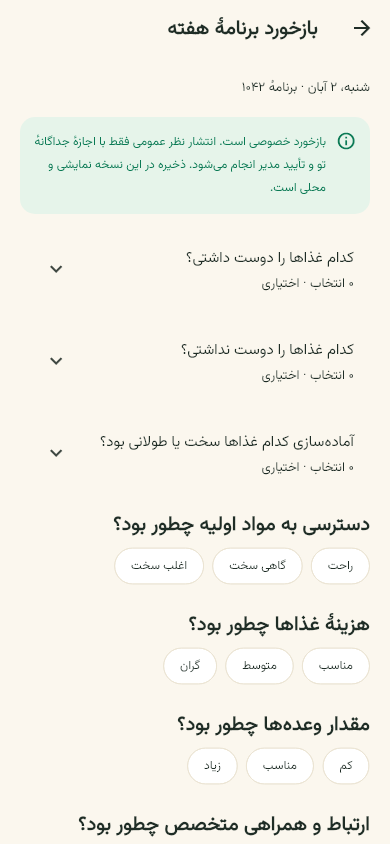 بازخورد برنامهٔ هفته
شنبه، ۲ آبان · برنامهٔ ۱۰۴۲
بازخورد خصوصی است. انتشار نظر عمومی فقط با اجازهٔ جداگانهٔ
تو و تأیید مدیر انجام می‌شود. ذخیره در این نسخه نمایشی و
محلی است.
کدام غذاها را دوست داشتی؟
۰ انتخاب · اختیاری
کدام غذاها را دوست نداشتی؟
۰ انتخاب · اختیاری
آماده‌سازی کدام غذاها سخت یا طولانی بود؟
۰ انتخاب · اختیاری
دسترسی به مواد اولیه چطور بود؟
راحت گاهی سخت اغلب سخت
هزینهٔ غذاها چطور بود؟
مناسب متوسط گران
مقدار وعده‌ها چطور بود؟
کم مناسب زیاد
ارتباط و همراهی متخصص چطور بود؟